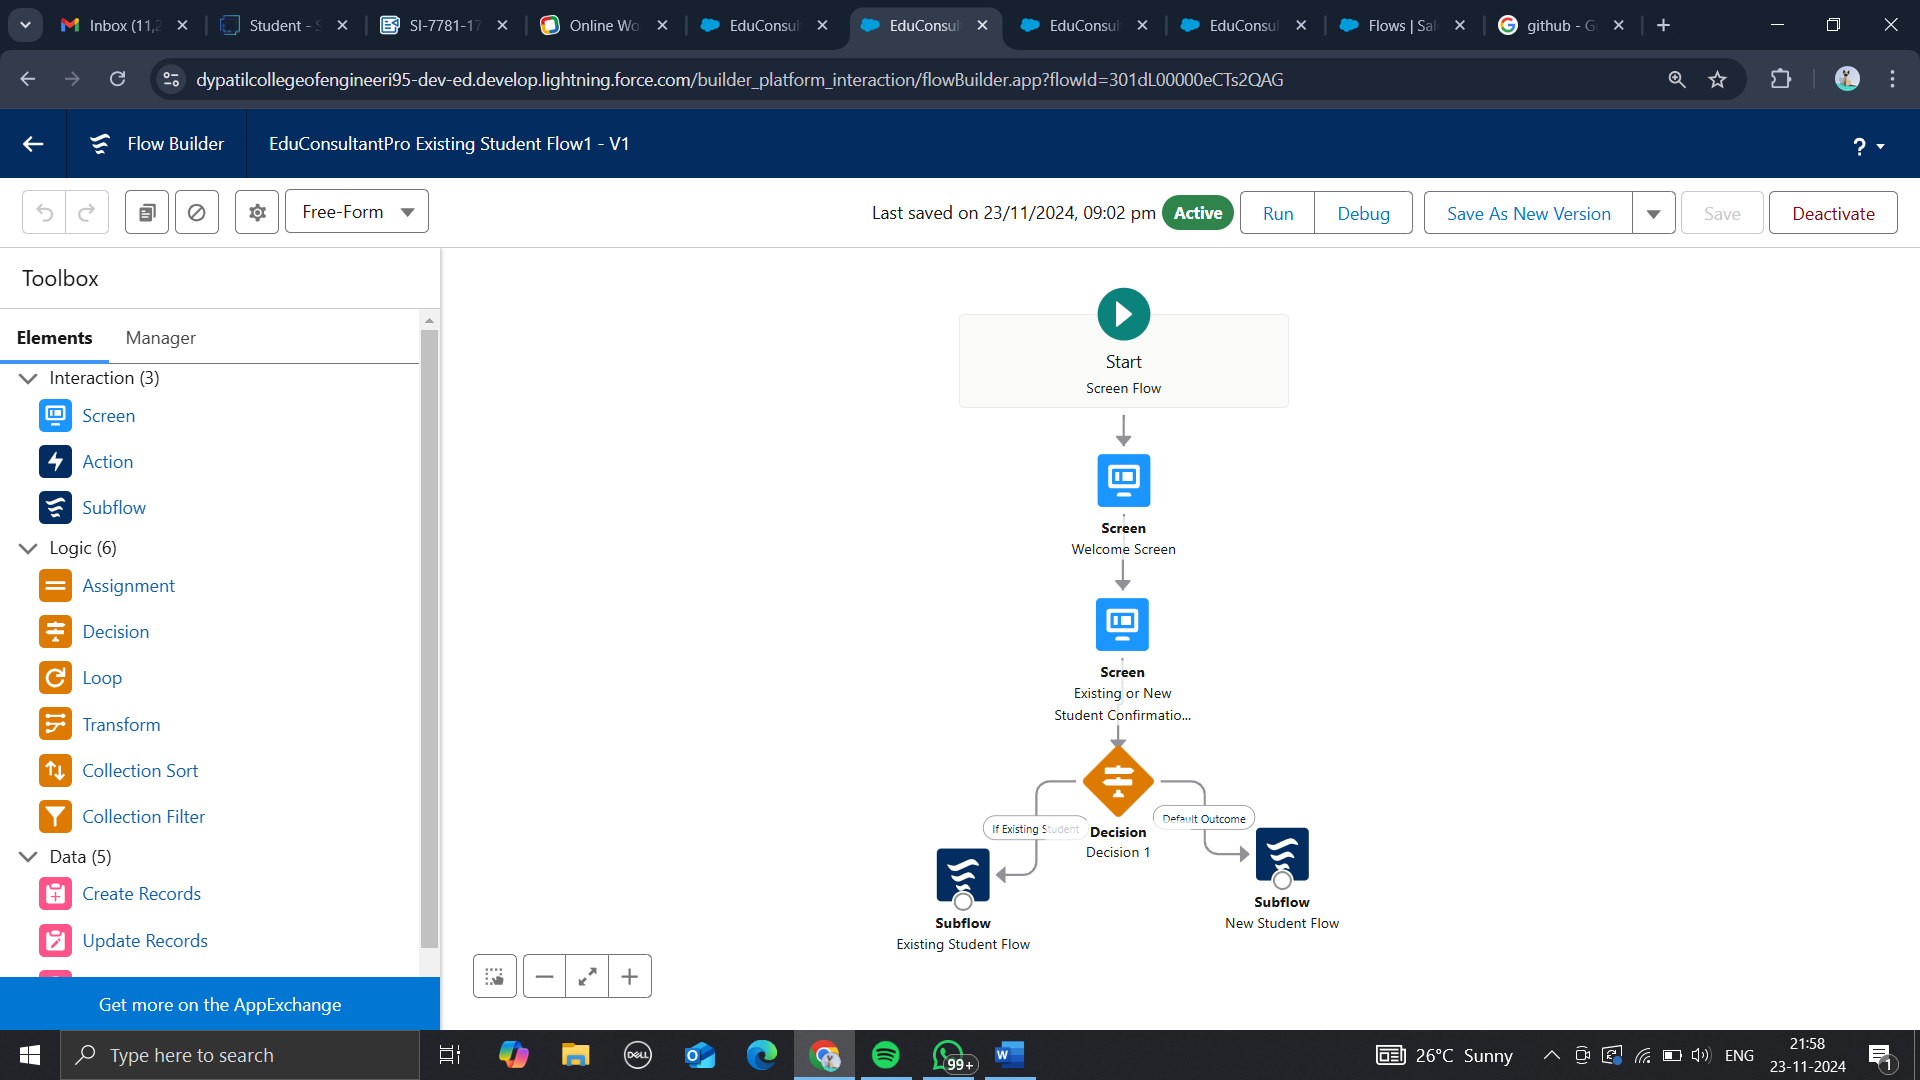 Inbox (11,2
Student - S
SI-7781-17
Online Wo
EduConsul
EduConsul
EduConsul
EduConsul
Flows | Sal
github - G
dypatilcollegeofengineeri95-dev-ed.develop.lightning.force.com/builder_platform_interaction/flowBuilder.app?flowId=301dL00000eCTs2QAG
Flow Builder
EduConsultantPro Existing Student Flow1 - V1
?
Free-Form
Last saved on 23/11/2024, 09:02 pm
Active
Run
Debug
Save As New Version
Save
Deactivate
Toolbox
Elements
Manager
Interaction (3)
Screen
Action
Subflow
Logic (6)
Assignment
Decision
Loop
Transform
Collection Sort
Collection Filter
Data (5)
Create Records
Update Records
Get more on the AppExchange
Start
Screen Flow
Screen
Welcome Screen
Screen
Existing or New
Student Confirmatio...
If Existing Student
Default Outcome
Decision
Decision 1
Subflow
Existing Student Flow
Subflow
New Student Flow
Type here to search
DELL
99+
26°C Sunny
ENG
21:58
23-11-2024
1